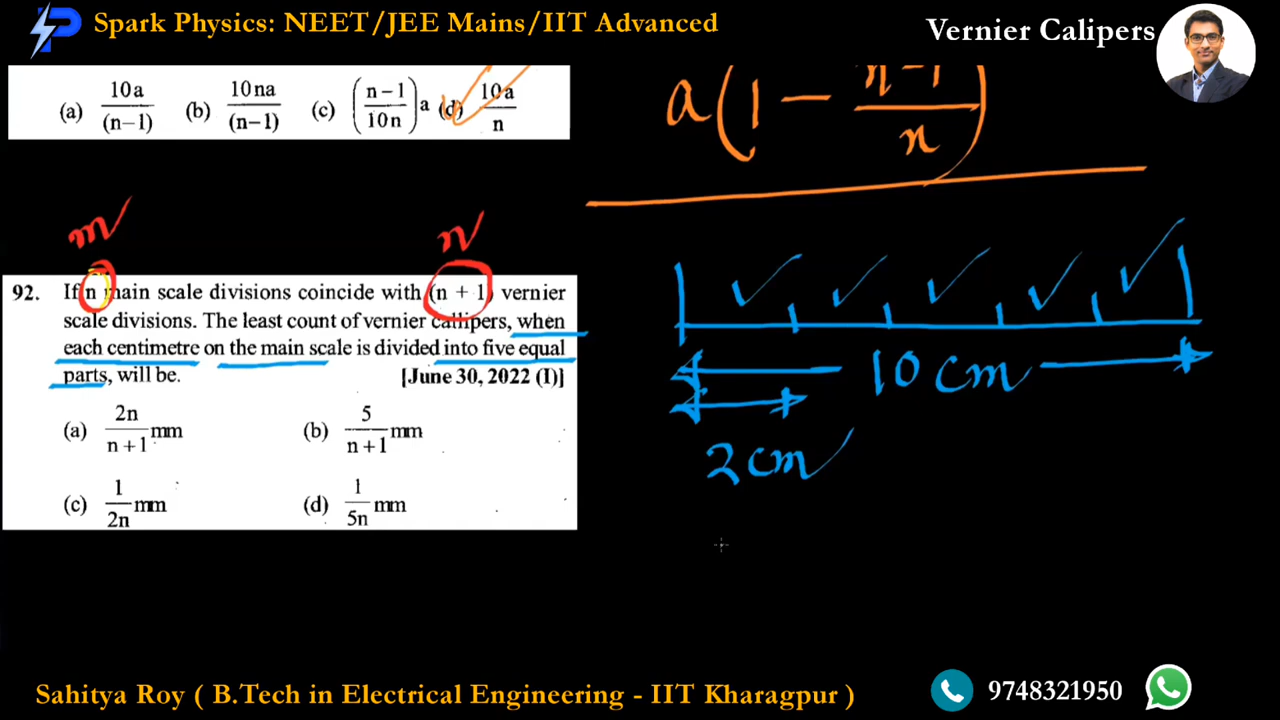 Spark Physics: NEET/JEE Mains/IIT Advanced
Vernier Calipers
(a) 10a/(n–1) (b) 10na/(n–1) (c) (n–1/10n) a (d) 10a/n
a(1 – n-1/n)
m
n
92. If n main scale divisions coincide with (n + 1) vernier
scale divisions. The least count of vernier callipers, when
each centimetre on the main scale is divided into five equal
parts, will be. [June 30, 2022 (I)]
(a) 2n/n+1 mm (b) 5/n+1 mm
(c) 1/2n mm (d) 1/5n mm
10 cm
2 cm
Sahitya Roy ( B.Tech in Electrical Engineering - IIT Kharagpur )
9748321950